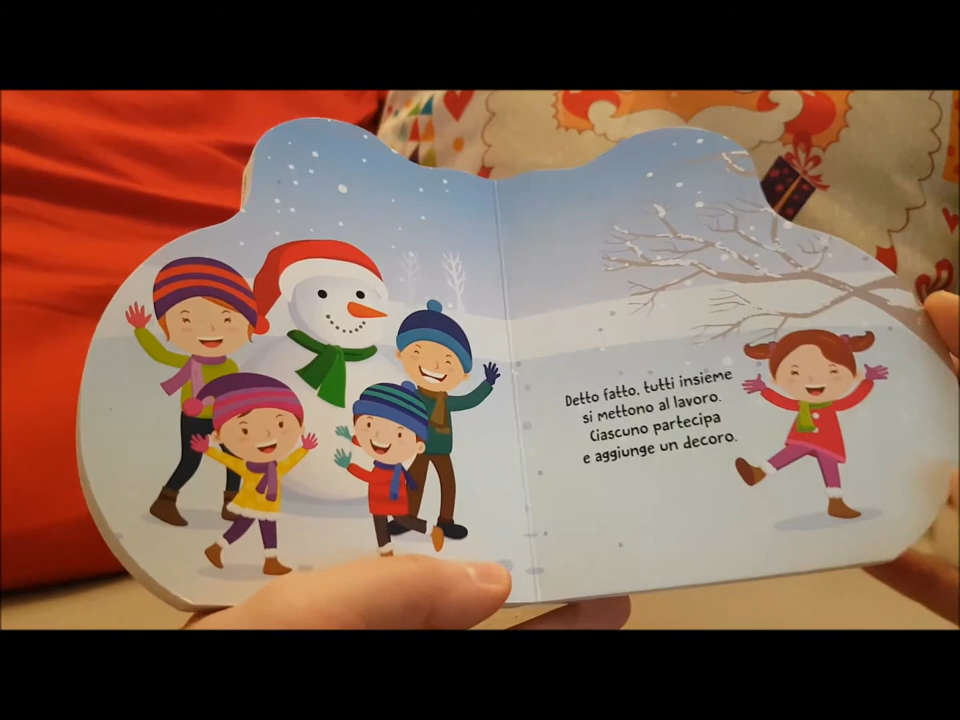 Detto fatto, tutti insieme
si mettono al lavoro.
Ciascuno partecipa
e aggiunge un decoro.